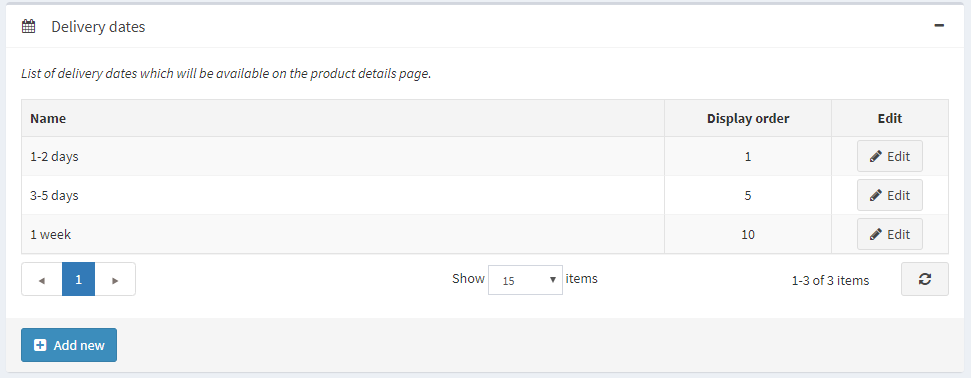 Delivery dates
List of delivery dates which will be available on the product details page.
Name Display order Edit
1-2 days 1 Edit
3-5 days 5 Edit
1 week 10 Edit
1 Show 15 items 1-3 of 3 items
Add new